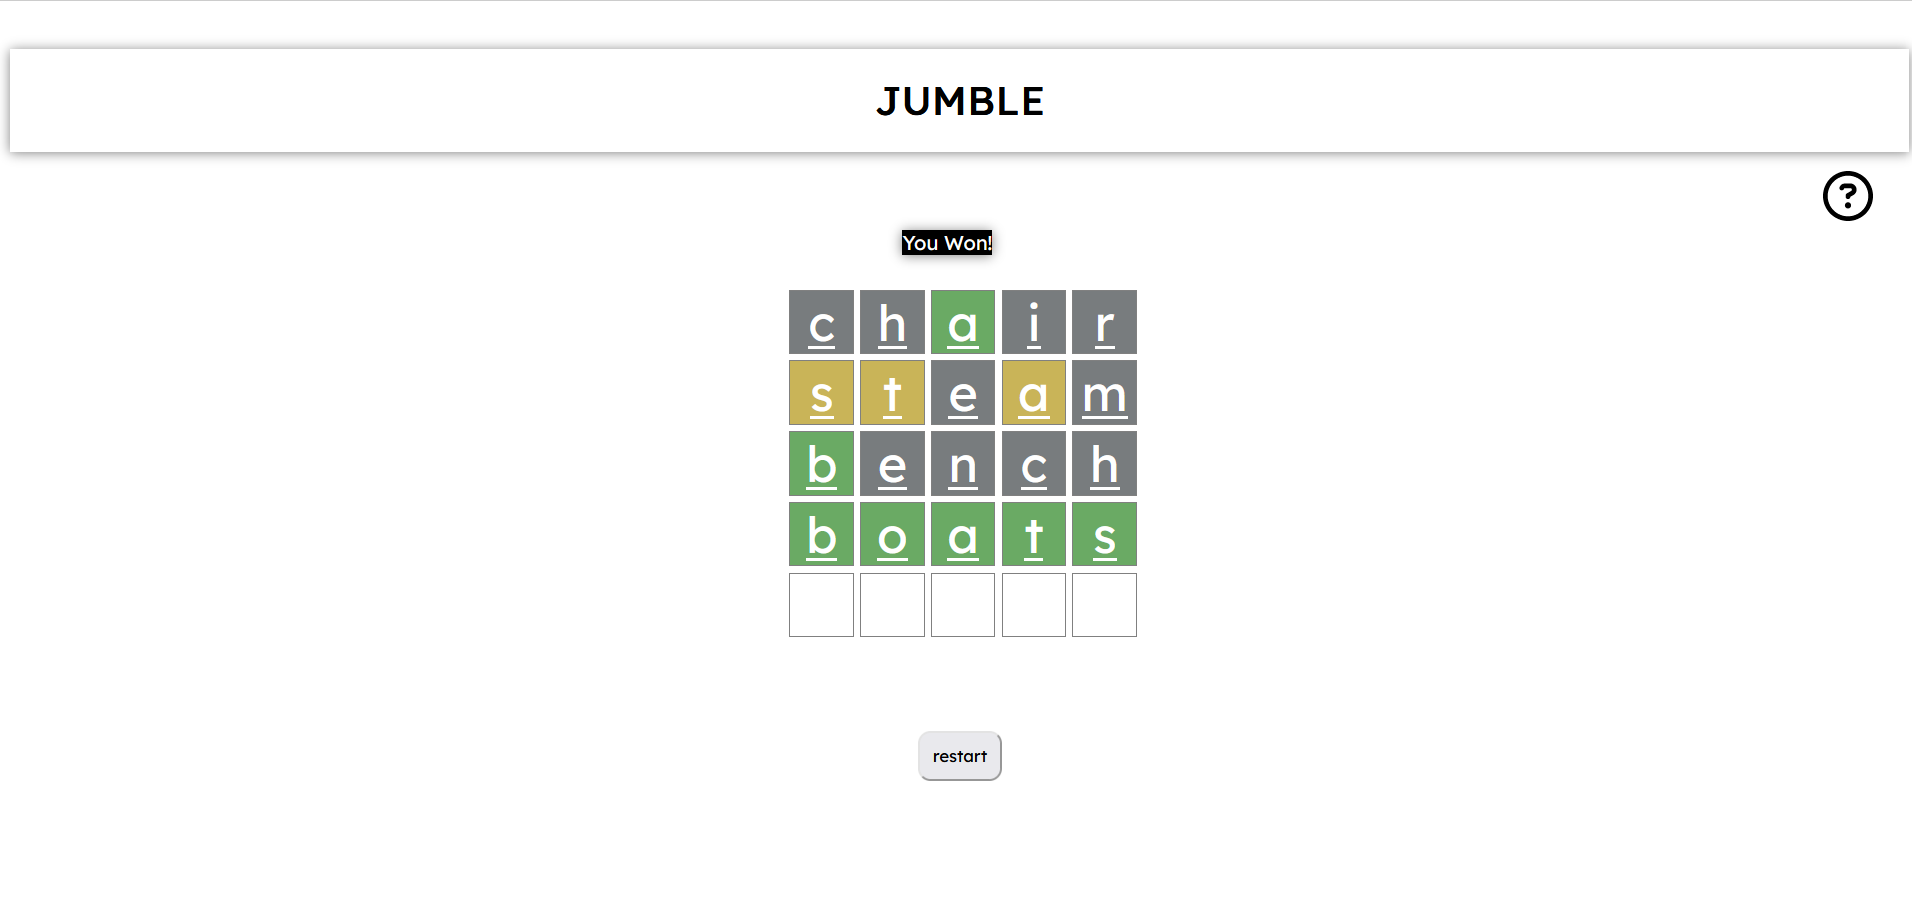 JUMBLE
?
You Won!
c h a i r
s t e a m
b e n c h
b o a t s
restart